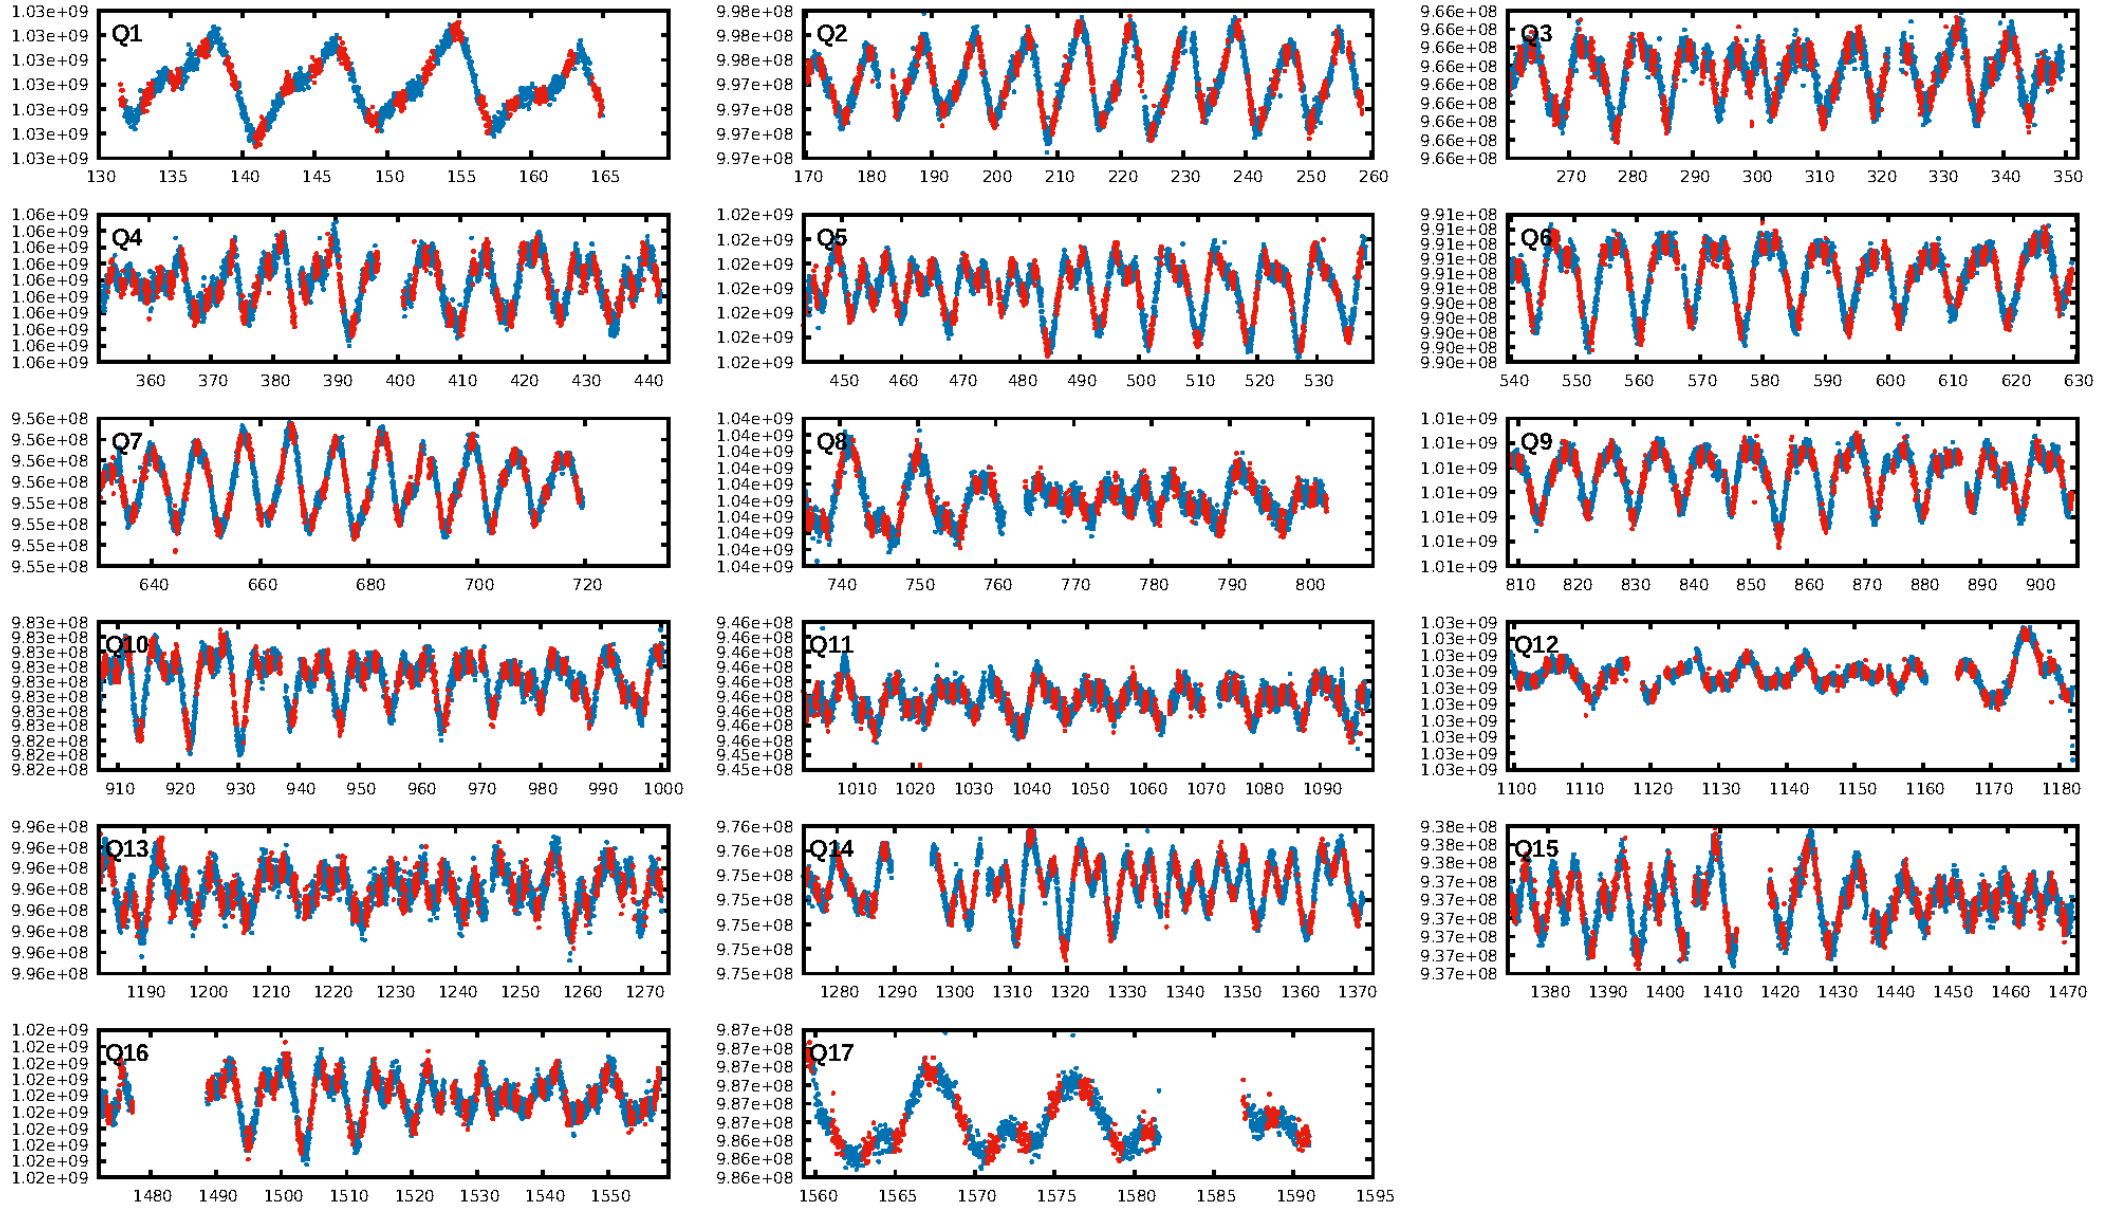 1.03e+09 1.03e+09 1.03e+09 1.03e+09 1.03e+09 1.03e+09 1.03e+09
Q1
130 135 140 145 150 155 160 165
9.98e+08 9.98e+08 9.98e+08 9.97e+08 9.97e+08 9.97e+08 9.97e+08
Q2
170 180 190 200 210 220 230 240 250 260
9.66e+08 9.66e+08 9.66e+08 9.66e+08 9.66e+08 9.66e+08 9.66e+08 9.66e+08 9.66e+08
Q3
270 280 290 300 310 320 330 340 350
1.06e+09 1.06e+09 1.06e+09 1.06e+09 1.06e+09 1.06e+09 1.06e+09 1.06e+09 1.06e+09 1.06e+09
Q4
360 370 380 390 400 410 420 430 440
1.02e+09 1.02e+09 1.02e+09 1.02e+09 1.02e+09 1.02e+09 1.02e+09
Q5
450 460 470 480 490 500 510 520 530
9.91e+08 9.91e+08 9.91e+08 9.91e+08 9.91e+08 9.91e+08 9.90e+08 9.90e+08 9.90e+08 9.90e+08 9.90e+08
Q6
540 550 560 570 580 590 600 610 620 630
9.56e+08 9.56e+08 9.56e+08 9.56e+08 9.55e+08 9.55e+08 9.55e+08 9.55e+08
Q7
640 660 680 700 720
1.04e+09 1.04e+09 1.04e+09 1.04e+09 1.04e+09 1.04e+09 1.04e+09 1.04e+09 1.04e+09 1.04e+09
Q8
740 750 760 770 780 790 800
1.01e+09 1.01e+09 1.01e+09 1.01e+09 1.01e+09 1.01e+09 1.01e+09
Q9
810 820 830 840 850 860 870 880 890 900
9.83e+08 9.83e+08 9.83e+08 9.83e+08 9.83e+08 9.83e+08 9.83e+08 9.83e+08 9.82e+08 9.82e+08 9.82e+08
Q10
910 920 930 940 950 960 970 980 990 1000
9.46e+08 9.46e+08 9.46e+08 9.46e+08 9.46e+08 9.46e+08 9.46e+08 9.46e+08 9.46e+08 9.45e+08 9.45e+08
Q11
1010 1020 1030 1040 1050 1060 1070 1080 1090
1.03e+09 1.03e+09 1.03e+09 1.03e+09 1.03e+09 1.03e+09 1.03e+09 1.03e+09 1.03e+09 1.03e+09
Q12
1100 1110 1120 1130 1140 1150 1160 1170 1180
9.96e+08 9.96e+08 9.96e+08 9.96e+08 9.96e+08 9.96e+08 9.96e+08 9.96e+08
Q13
1190 1200 1210 1220 1230 1240 1250 1260 1270
9.76e+08 9.76e+08 9.75e+08 9.75e+08 9.75e+08 9.75e+08 9.75e+08
Q14
1280 1290 1300 1310 1320 1330 1340 1350 1360 1370
9.38e+08 9.38e+08 9.38e+08 9.37e+08 9.37e+08 9.37e+08 9.37e+08 9.37e+08 9.37e+08
Q15
1380 1390 1400 1410 1420 1430 1440 1450 1460 1470
1.02e+09 1.02e+09 1.02e+09 1.02e+09 1.02e+09 1.02e+09 1.02e+09 1.02e+09 1.02e+09 1.02e+09
Q16
1480 1490 1500 1510 1520 1530 1540 1550
9.87e+08 9.87e+08 9.87e+08 9.87e+08 9.87e+08 9.87e+08 9.86e+08 9.86e+08 9.86e+08
Q17
1560 1565 1570 1575 1580 1585 1590 1595